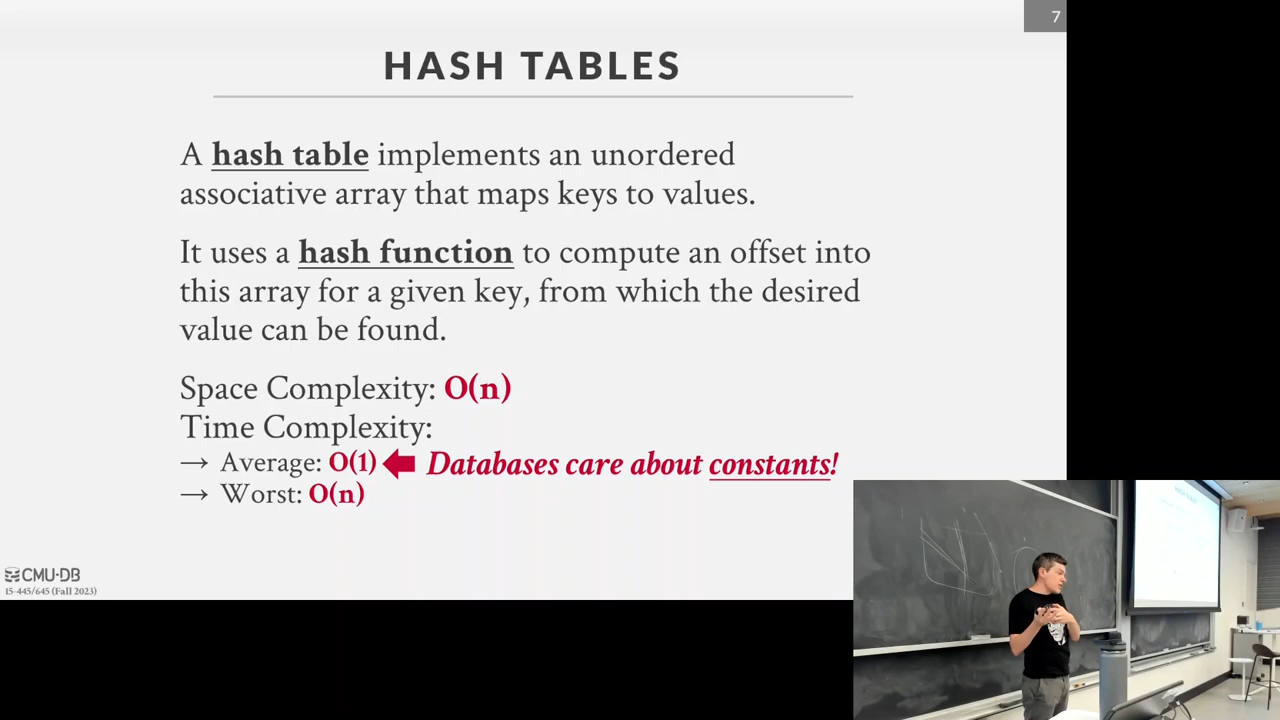 7
HASH TABLES
A hash table implements an unordered
associative array that maps keys to values.
It uses a hash function to compute an offset into
this array for a given key, from which the desired
value can be found.
Space Complexity: O(n)
Time Complexity:
→ Average: O(1) Databases care about constants!
→ Worst: O(n)
CMU·DB
15-445/645 (Fall 2023)